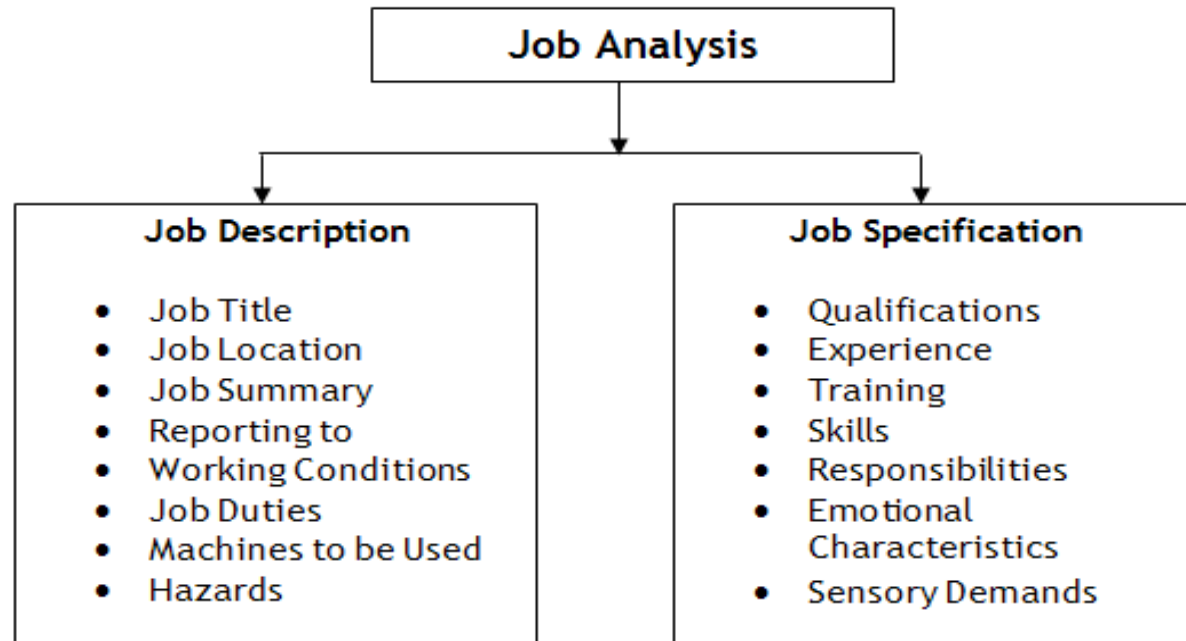 Job Analysis
Job Description
• Job Title
• Job Location
• Job Summary
• Reporting to
• Working Conditions
• Job Duties
• Machines to be Used
• Hazards
Job Specification
• Qualifications
• Experience
• Training
• Skills
• Responsibilities
• Emotional
Characteristics
• Sensory Demands